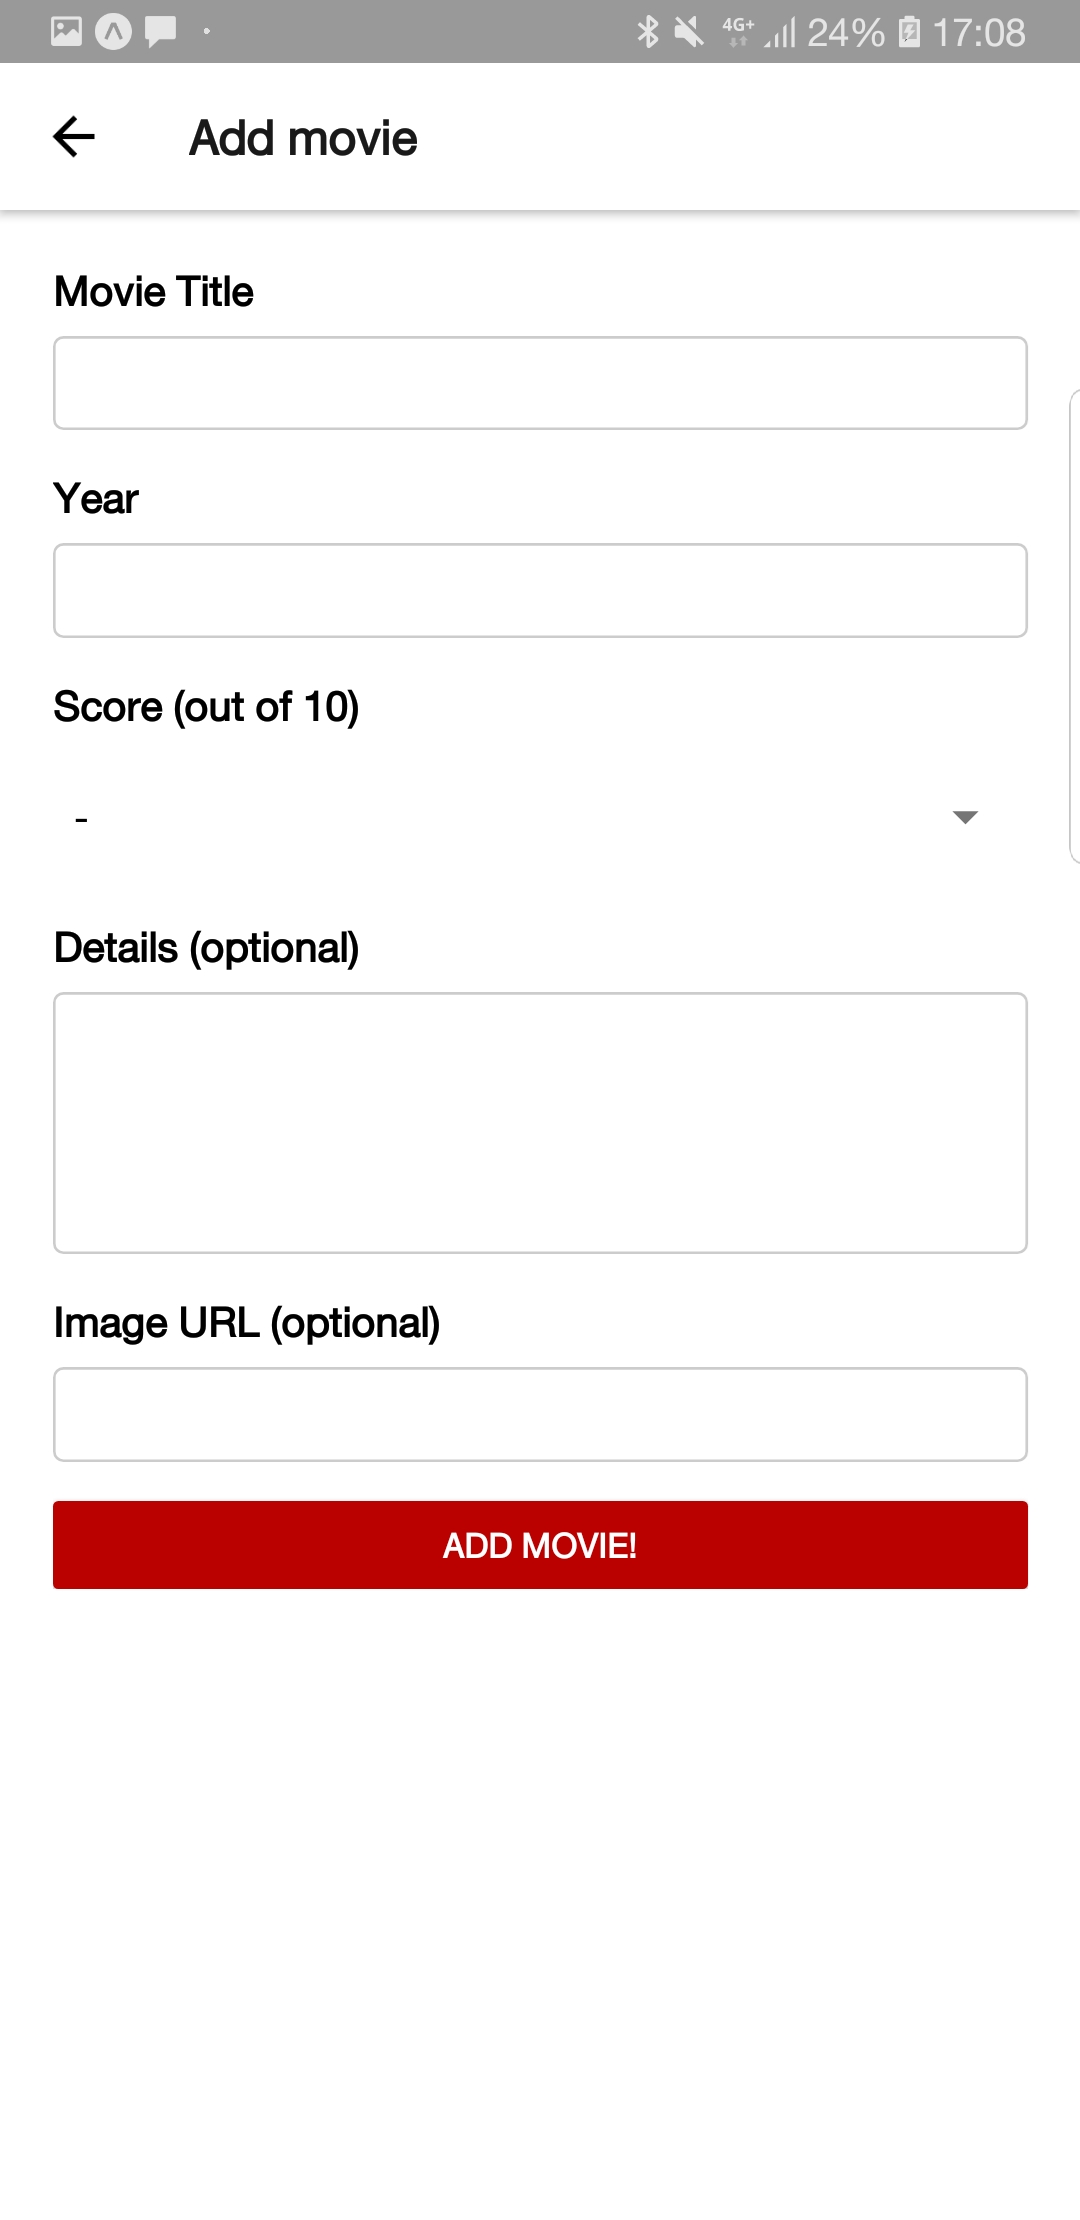 4G+ 24% 17:08
Add movie
Movie Title
Year
Score (out of 10)
-
Details (optional)
Image URL (optional)
ADD MOVIE!